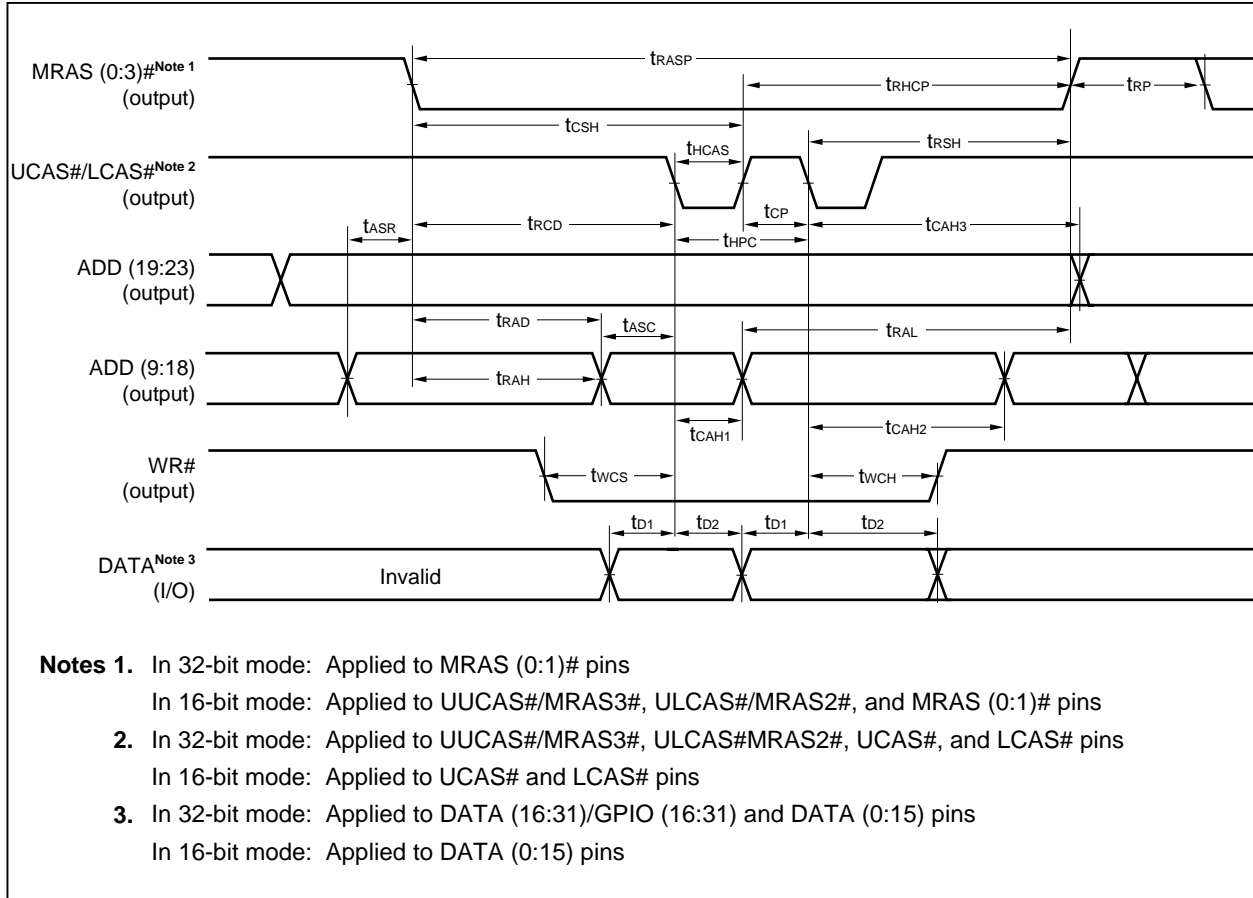 tRASP
MRAS (0:3)#Note 1
(output)
tRHCP
tRP
tCSH
tRSH
tHCAS
UCAS#/LCAS#Note 2
(output)
tCP
tASR
tRCD
tCAH3
tHPC
ADD (19:23)
(output)
tRAD
tASC
tRAL
ADD (9:18)
(output)
tRAH
tCAH1
tCAH2
WR#
(output)
tWCS
tWCH
tD1
tD2
tD1
tD2
DATANote 3
(I/O)
Invalid
Notes 1. In 32-bit mode: Applied to MRAS (0:1)# pins
In 16-bit mode: Applied to UUCAS#/MRAS3#, ULCAS#/MRAS2#, and MRAS (0:1)# pins
2. In 32-bit mode: Applied to UUCAS#/MRAS3#, ULCAS#MRAS2#, UCAS#, and LCAS# pins
In 16-bit mode: Applied to UCAS# and LCAS# pins
3. In 32-bit mode: Applied to DATA (16:31)/GPIO (16:31) and DATA (0:15) pins
In 16-bit mode: Applied to DATA (0:15) pins